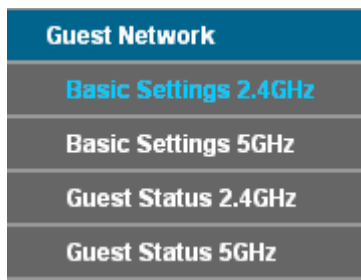 Guest Network
Basic Settings 2.4GHz
Basic Settings 5GHz
Guest Status 2.4GHz
Guest Status 5GHz